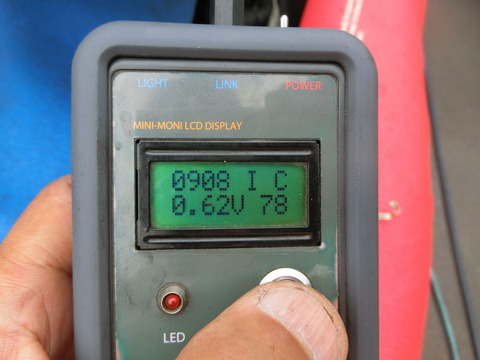 LIGHT LINK POWER
MINI-MONI LCD DISPLAY
0908 I C
0.62V 78
LED